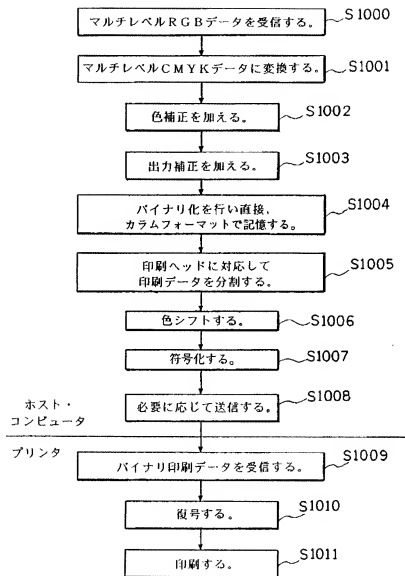 マルチレベルRGBデータを受信する。
S1000
マルチレベルCMYKデータに変換する。
S1001
色補正を加える。
S1002
出力補正を加える。
S1003
バイナリ化を行い直接、
カラムフォーマットで記憶する。
S1004
印刷ヘッドに対応して
印刷データを分割する。
S1005
色シフトする。
S1006
符号化する。
S1007
必要に応じて送信する。
S1008
ホスト・
コンピュータ
プリンタ
バイナリ印刷データを受信する。
S1009
復号する。
S1010
印刷する。
S1011